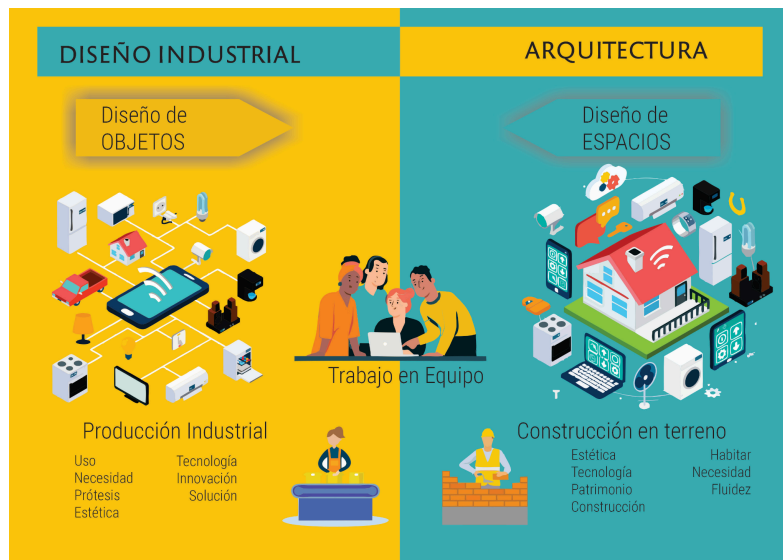 DISEÑO INDUSTRIAL
ARQUITECTURA
Diseño de
OBJETOS
Diseño de
ESPACIOS
Trabajo en Equipo
Producción Industrial
Uso
Necesidad
Prótesis
Estética
Tecnología
Innovación
Solución
Construcción en terreno
Estética
Tecnología
Patrimonio
Construcción
Habitar
Necesidad
Fluidez